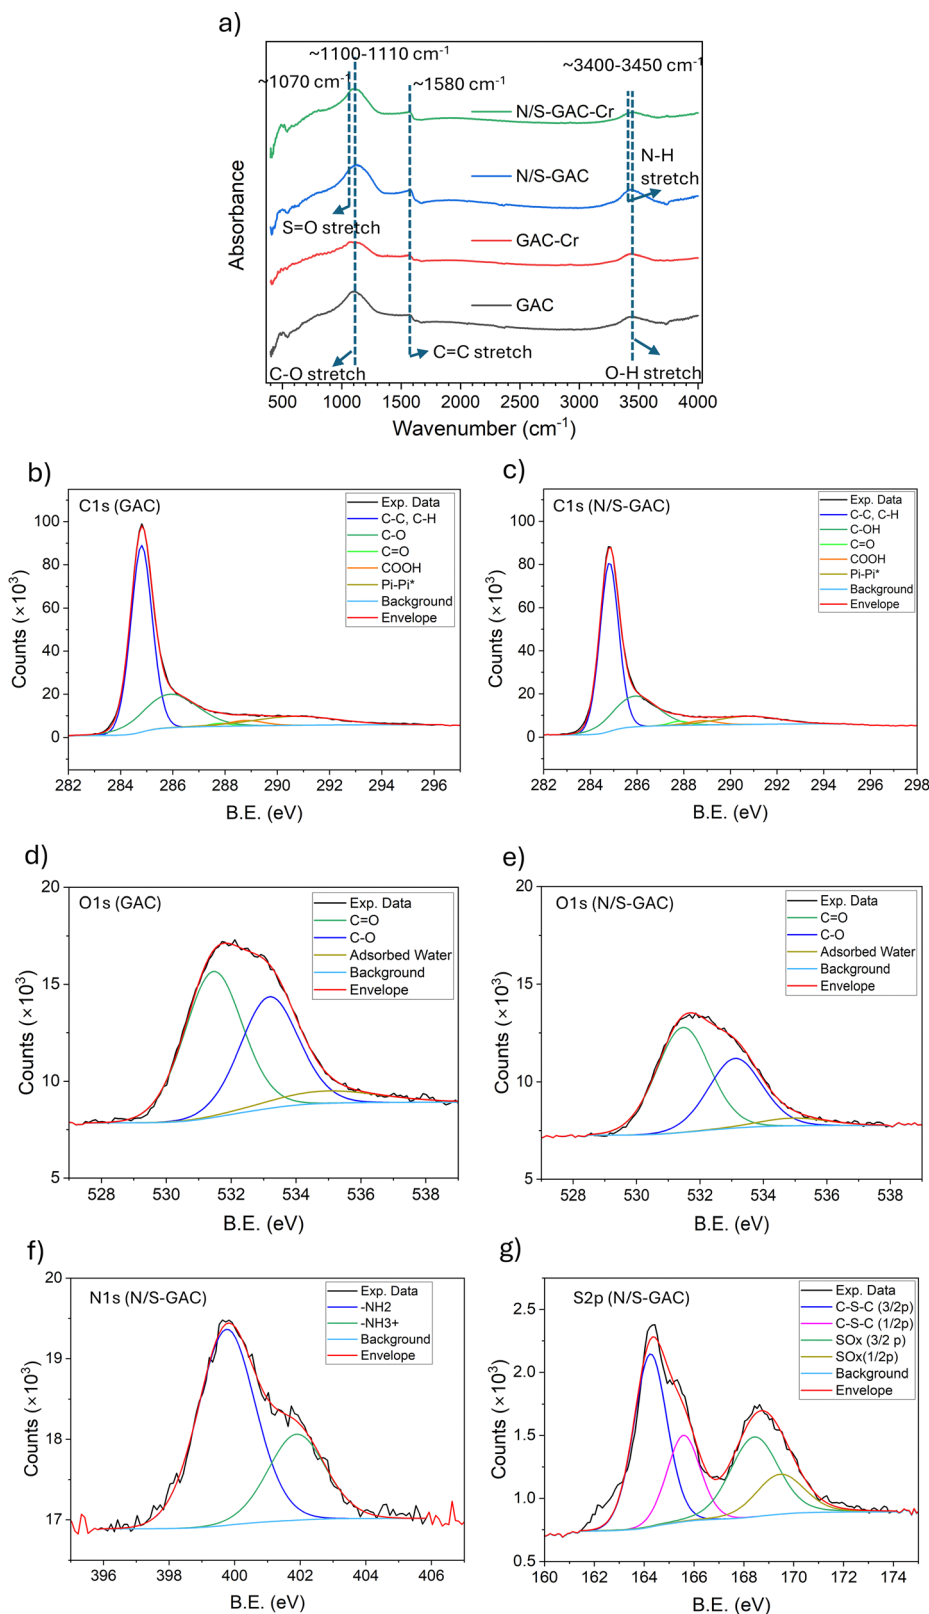 a)
~1100-1110 cm-1
~1070 cm-1
~1580 cm-1
~3400-3450 cm-1
N/S-GAC-Cr
N-H
stretch
N/S-GAC
S=O stretch
GAC-Cr
GAC
C=C stretch
C-O stretch
O-H stretch
Absorbance
500 1000 1500 2000 2500 3000 3500 4000
Wavenumber (cm-1)
b)
C1s (GAC)
Exp. Data
C-C, C-H
C-O
C=O
COOH
Pi-Pi*
Background
Envelope
100
80
60
40
20
0
Counts (×10³)
282 284 286 288 290 292 294 296
B.E. (eV)
c)
C1s (N/S-GAC)
Exp. Data
C-C, C-H
C-OH
C=O
COOH
Pi-Pi*
Background
Envelope
100
80
60
40
20
0
Counts (×10³)
282 284 286 288 290 292 294 296 298
B.E. (eV)
d)
O1s (GAC)
Exp. Data
C=O
C-O
Adsorbed Water
Background
Envelope
20
15
10
5
Counts (×10³)
528 530 532 534 536 538
B.E. (eV)
e)
O1s (N/S-GAC)
Exp. Data
C=O
C-O
Adsorbed Water
Background
Envelope
20
15
10
5
Counts (×10³)
528 530 532 534 536 538
B.E. (eV)
f)
N1s (N/S-GAC)
Exp. Data
-NH2
-NH3+
Background
Envelope
20
19
18
17
Counts (×10³)
396 398 400 402 404 406
B.E. (eV)
g)
S2p (N/S-GAC)
Exp. Data
C-S-C (3/2p)
C-S-C (1/2p)
SOx (3/2 p)
SOx(1/2p)
Background
Envelope
2.5
2.0
1.5
1.0
0.5
Counts (×10³)
160 162 164 166 168 170 172 174
B.E. (eV)